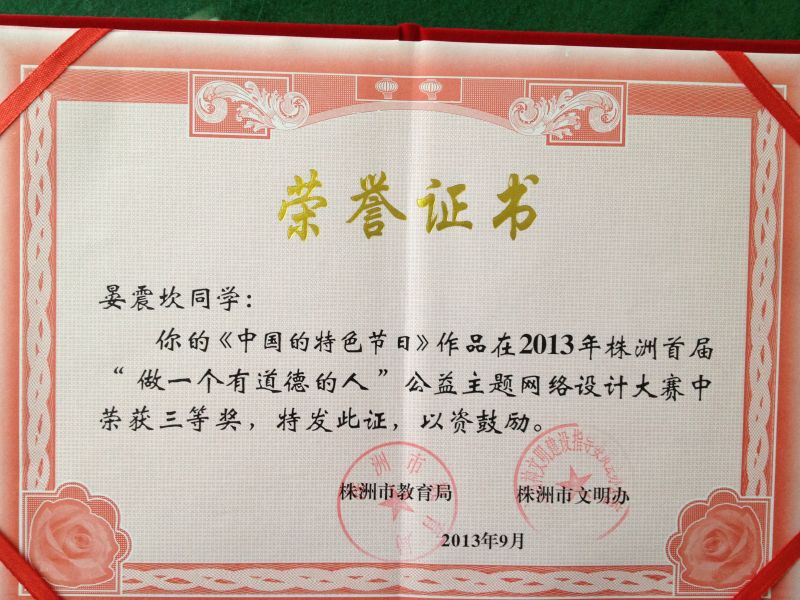 荣誉证书
晏震坎同学：
你的《中国的特色节日》作品在2013年株洲首届
“做一个有道德的人”公益主题网络设计大赛中
荣获三等奖，特发此证，以资鼓励。
株洲市教育局 株洲市文明办
2013年9月